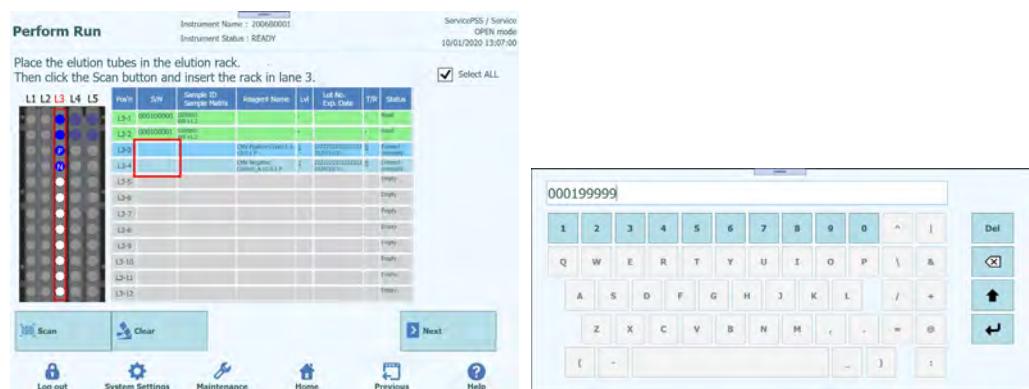 Perform Run
Instrument Name : 200680001
Instrument Status : READY
ServicePSS / Service
OPEN mode
10/01/2020 13:07:00
Place the elution tubes in the elution rack.
Then click the Scan button and insert the rack in lane 3.
Select ALL
L1 L2 L3 L4 L5
Pos'n S/N Sample ID Reagent Name Lvl Lot No. T/R Status
Sample Matrix Exp. Date
L3-1 000100000 Read
L3-2 000100001 Read
P L3-3
N L3-4
L3-5 Empty
L3-6 Empty
L3-7 Empty
L3-8 Empty
L3-9 Empty
L3-10 Empty
L3-11 Empty
L3-12 Empty
Scan Clear Next
Log out System Settings Maintenance Home Previous Help
000199999
1 2 3 4 5 6 7 8 9 0 ^ | Del
Q W E R T Y U I O P \ &
A S D F G H J K L / +
Z X C V B N M , . = @
( - _ ) :